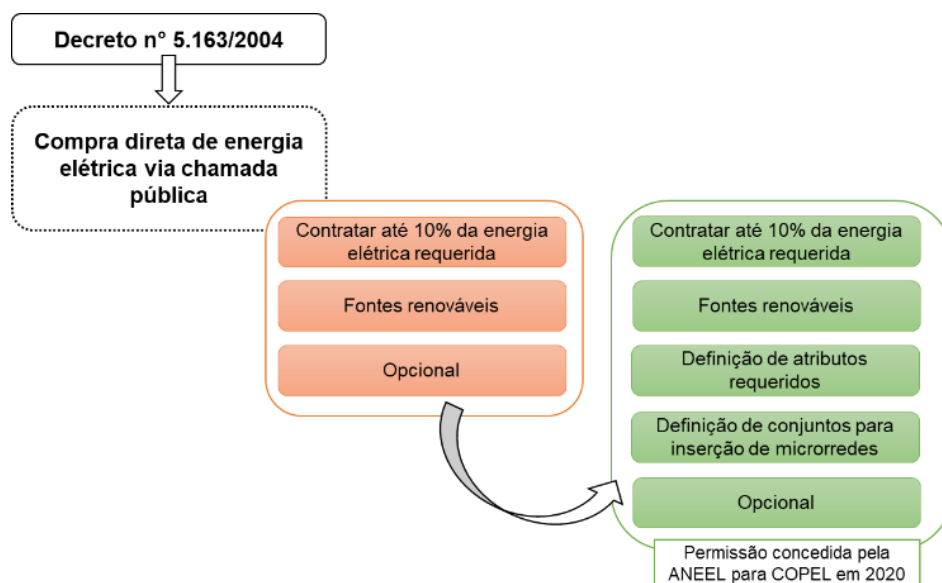 Decreto n° 5.163/2004
Compra direta de energia
elétrica via chamada
pública
Contratar até 10% da energia
elétrica requerida
Fontes renováveis
Opcional
Contratar até 10% da energia
elétrica requerida
Fontes renováveis
Definição de atributos
requeridos
Definição de conjuntos para
inserção de microrredes
Opcional
Permissão concedida pela
ANEEL para COPEL em 2020